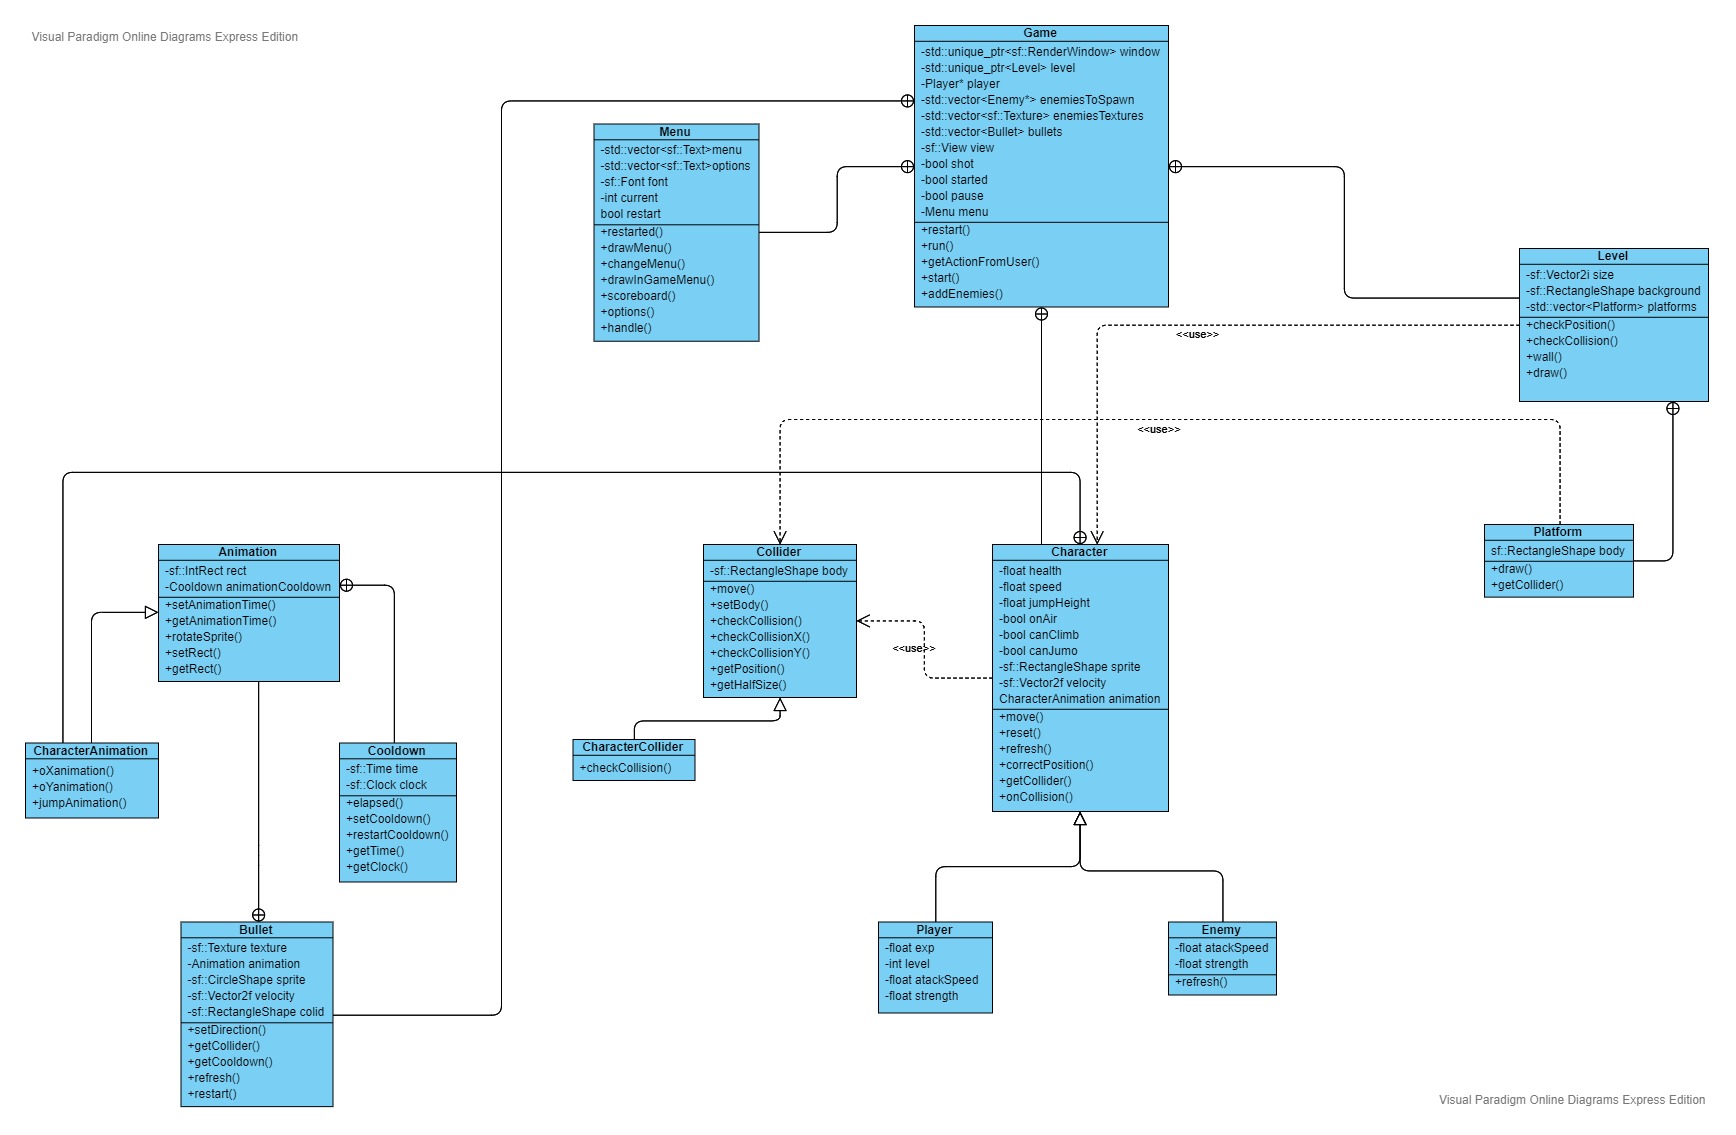 Visual Paradigm Online Diagrams Express Edition
Game
-std::unique_ptr<sf::RenderWindow> window
-std::unique_ptr<Level> level
-Player* player
-std::vector<Enemy*> enemiesToSpawn
-std::vector<sf::Texture> enemiesTextures
-std::vector<Bullet> bullets
-sf::View view
-bool shot
-bool started
-bool pause
-Menu menu
+restart()
+run()
+getActionFromUser()
+start()
+addEnemies()
Menu
-std::vector<sf::Text>menu
-std::vector<sf::Text>options
-sf::Font font
-int current
bool restart
+restarted()
+drawMenu()
+changeMenu()
+drawInGameMenu()
+scoreboard()
+options()
+handle()
Level
-sf::Vector2i size
-sf::RectangleShape background
-std::vector<Platform> platforms
+checkPosition()
+checkCollision()
+wall()
+draw()
<<use>>
<<use>>
Platform
sf::RectangleShape body
+draw()
+getCollider()
Animation
-sf::IntRect rect
-Cooldown animationCooldown
+setAnimationTime()
+getAnimationTime()
+rotateSprite()
+setRect()
+getRect()
Collider
-sf::RectangleShape body
+move()
+setBody()
+checkCollision()
+checkCollisionX()
+checkCollisionY()
+getPosition()
+getHalfSize()
<<use>>
Character
-float health
-float speed
-float jumpHeight
-bool onAir
-bool canClimb
-bool canJumo
-sf::RectangleShape sprite
-sf::Vector2f velocity
CharacterAnimation animation
+move()
+reset()
+refresh()
+correctPosition()
+getCollider()
+onCollision()
CharacterAnimation
+oXanimation()
+oYanimation()
+jumpAnimation()
Cooldown
-sf::Time time
-sf::Clock clock
+elapsed()
+setCooldown()
+restartCooldown()
+getTime()
+getClock()
CharacterCollider
+checkCollision()
Bullet
-sf::Texture texture
-Animation animation
-sf::CircleShape sprite
-sf::Vector2f velocity
-sf::RectangleShape colid
+setDirection()
+getCollider()
+getCooldown()
+refresh()
+restart()
Player
-float exp
-int level
-float atackSpeed
-float strength
Enemy
-float atackSpeed
-float strength
+refresh()
Visual Paradigm Online Diagrams Express Edition